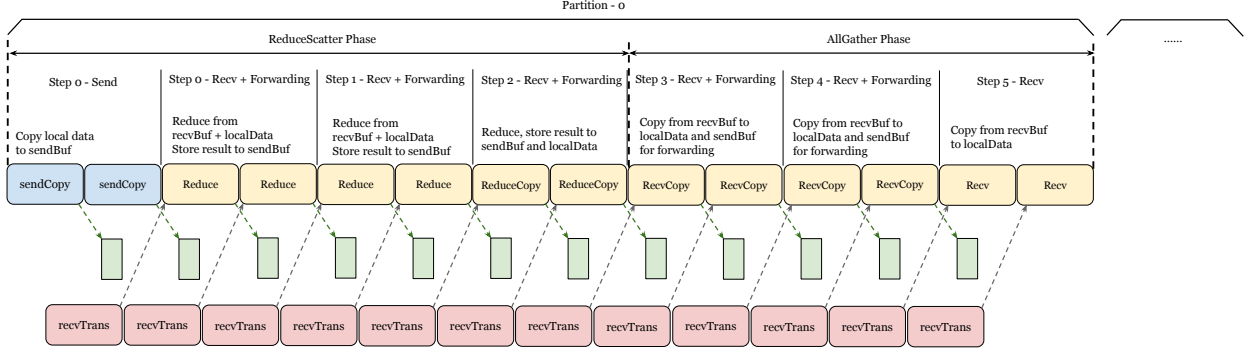 Partition - 0
ReduceScatter Phase
AllGather Phase
......
Step 0 - Send
Step 0 - Recv + Forwarding
Step 1 - Recv + Forwarding
Step 2 - Recv + Forwarding
Step 3 - Recv + Forwarding
Step 4 - Recv + Forwarding
Step 5 - Recv
Copy local data
to sendBuf
Reduce from
recvBuf + localData
Store result to sendBuf
Reduce from
recvBuf + localData
Store result to sendBuf
Reduce, store result to
sendBuf and localData
Copy from recvBuf to
localData and sendBuf
for forwarding
Copy from recvBuf to
localData and sendBuf
for forwarding
Copy from recvBuf
to localData
sendCopy
sendCopy
Reduce
Reduce
Reduce
Reduce
ReduceCopy
ReduceCopy
RecvCopy
RecvCopy
RecvCopy
RecvCopy
Recv
Recv
recvTrans
recvTrans
recvTrans
recvTrans
recvTrans
recvTrans
recvTrans
recvTrans
recvTrans
recvTrans
recvTrans
recvTrans